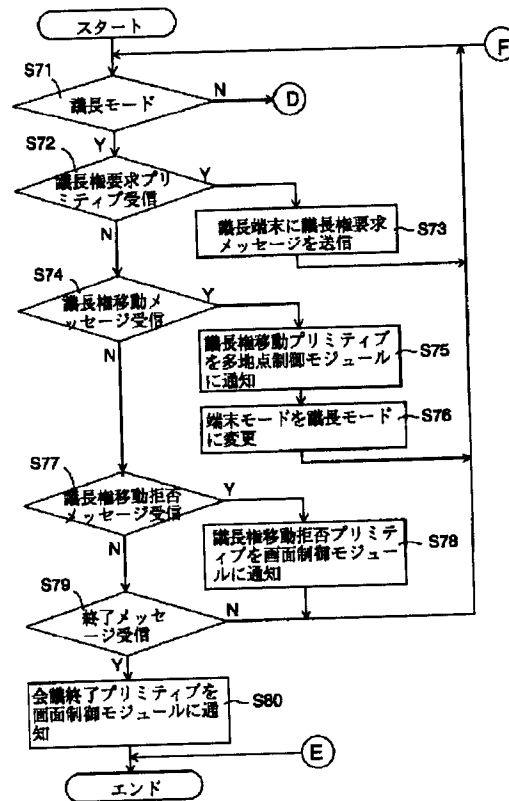 スタート
F
S71
議長モード
N
D
Y
S72
議長権要求プリ
ミティブ受信
Y
N
議長端末に議長権要求
メッセージを送信
S73
S74
議長権移動メ
ッセージ受信
Y
N
議長権移動プリミティブ
を多地点制御モジュール
に通知
S75
端末モードを議長モード
に変更
S76
S77
議長権移動拒否
メッセージ受信
Y
N
議長権移動拒否プリミテ
ィブを画面制御モジュー
ルに通知
S78
S79
終了メッセ
ージ受信
N
Y
会議終了プリミティブを
画面制御モジュールに通
知
S80
E
エンド